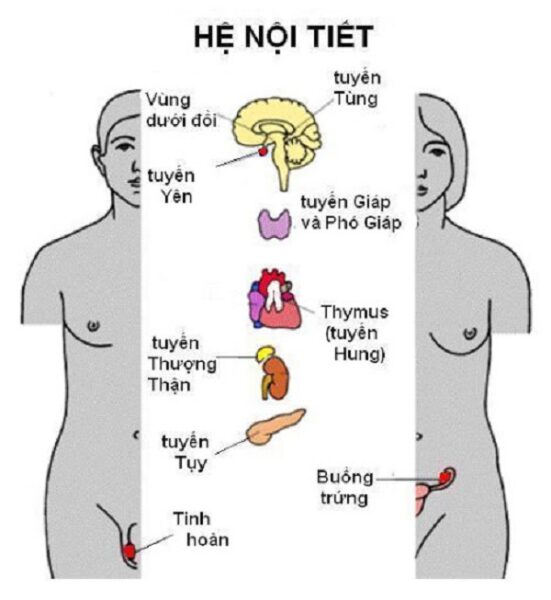 HỆ NỘI TIẾT
tuyến
Tùng
Vùng
dưới đồi
tuyến
Yên
tuyến Giáp
và Phó Giáp
Thymus
(tuyến
Hung)
tuyến
Thượng
Thận
tuyến
Tụy
Buồng
trứng
Tinh
hoàn